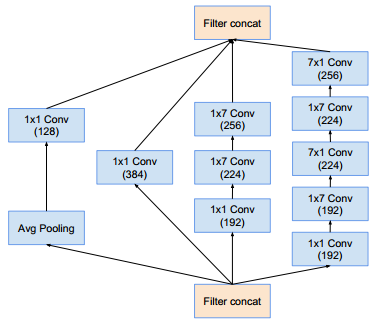 Filter concat
1x1 Conv
(128)
Avg Pooling
1x1 Conv
(384)
1x7 Conv
(256)
1x7 Conv
(224)
1x1 Conv
(192)
7x1 Conv
(256)
1x7 Conv
(224)
7x1 Conv
(224)
1x7 Conv
(192)
1x1 Conv
(192)
Filter concat